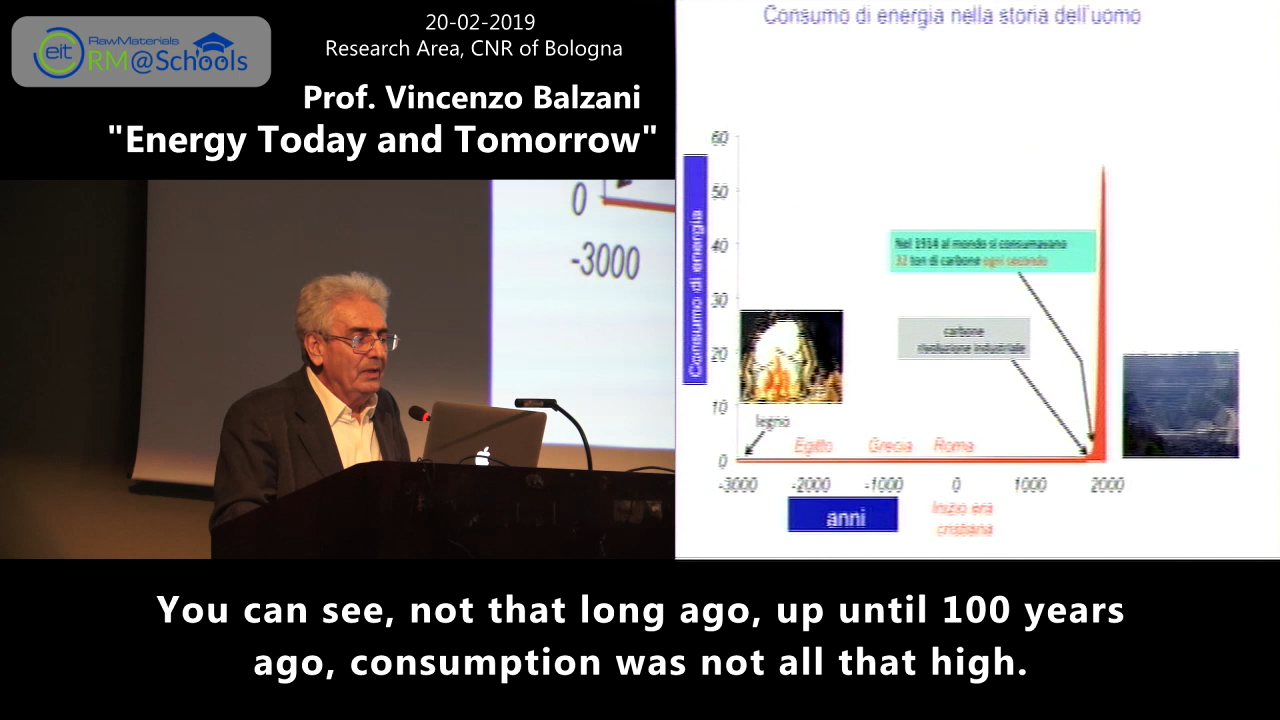 eit
RawMaterials
RM@Schools
20-02-2019
Research Area, CNR of Bologna
Prof. Vincenzo Balzani
"Energy Today and Tomorrow"
0
-3000
Consumo di energia nella storia dell'uomo
60
50
40
30
20
10
0
Consumo di energia
Nel 1914 al mondo si consumavano
32 ton di carbone ogni secondo
carbone
rivoluzione industriale
legno
Egitto Grecia Roma
-3000 -2000 -1000 0 1000 2000
anni
Inizio era
cristiana
You can see, not that long ago, up until 100 years
ago, consumption was not all that high.